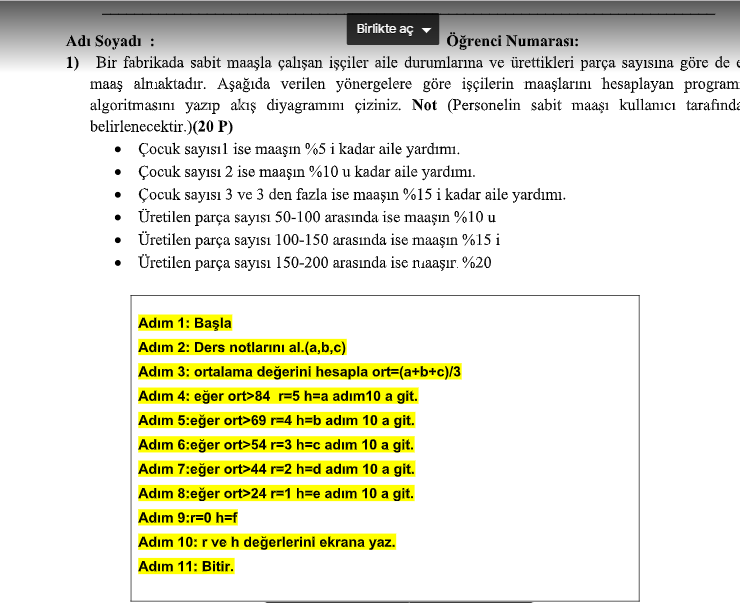 Birlikte aç
Adı Soyadı :
Öğrenci Numarası:
1) Bir fabrikada sabit maaşla çalışan işçiler aile durumlarına ve ürettikleri parça sayısına göre de
maaş almaktadır. Aşağıda verilen yönergelere göre işçilerin maaşlarını hesaplayan program
algoritmasını yazıp akış diyagramını çiziniz. Not (Personelin sabit maaşı kullanıcı tarafında
belirlenecektir.)(20 P)
• Çocuk sayısı1 ise maaşın %5 i kadar aile yardımı.
• Çocuk sayısı 2 ise maaşın %10 u kadar aile yardımı.
• Çocuk sayısı 3 ve 3 den fazla ise maaşın %15 i kadar aile yardımı.
• Üretilen parça sayısı 50-100 arasında ise maaşın %10 u
• Üretilen parça sayısı 100-150 arasında ise maaşın %15 i
• Üretilen parça sayısı 150-200 arasında ise maaşın %20
Adım 1: Başla
Adım 2: Ders notlarını al.(a,b,c)
Adım 3: ortalama değerini hesapla ort=(a+b+c)/3
Adım 4: eğer ort>84 r=5 h=a adım10 a git.
Adım 5:eğer ort>69 r=4 h=b adım 10 a git.
Adım 6:eğer ort>54 r=3 h=c adım 10 a git.
Adım 7:eğer ort>44 r=2 h=d adım 10 a git.
Adım 8:eğer ort>24 r=1 h=e adım 10 a git.
Adım 9:r=0 h=f
Adım 10: r ve h değerlerini ekrana yaz.
Adım 11: Bitir.